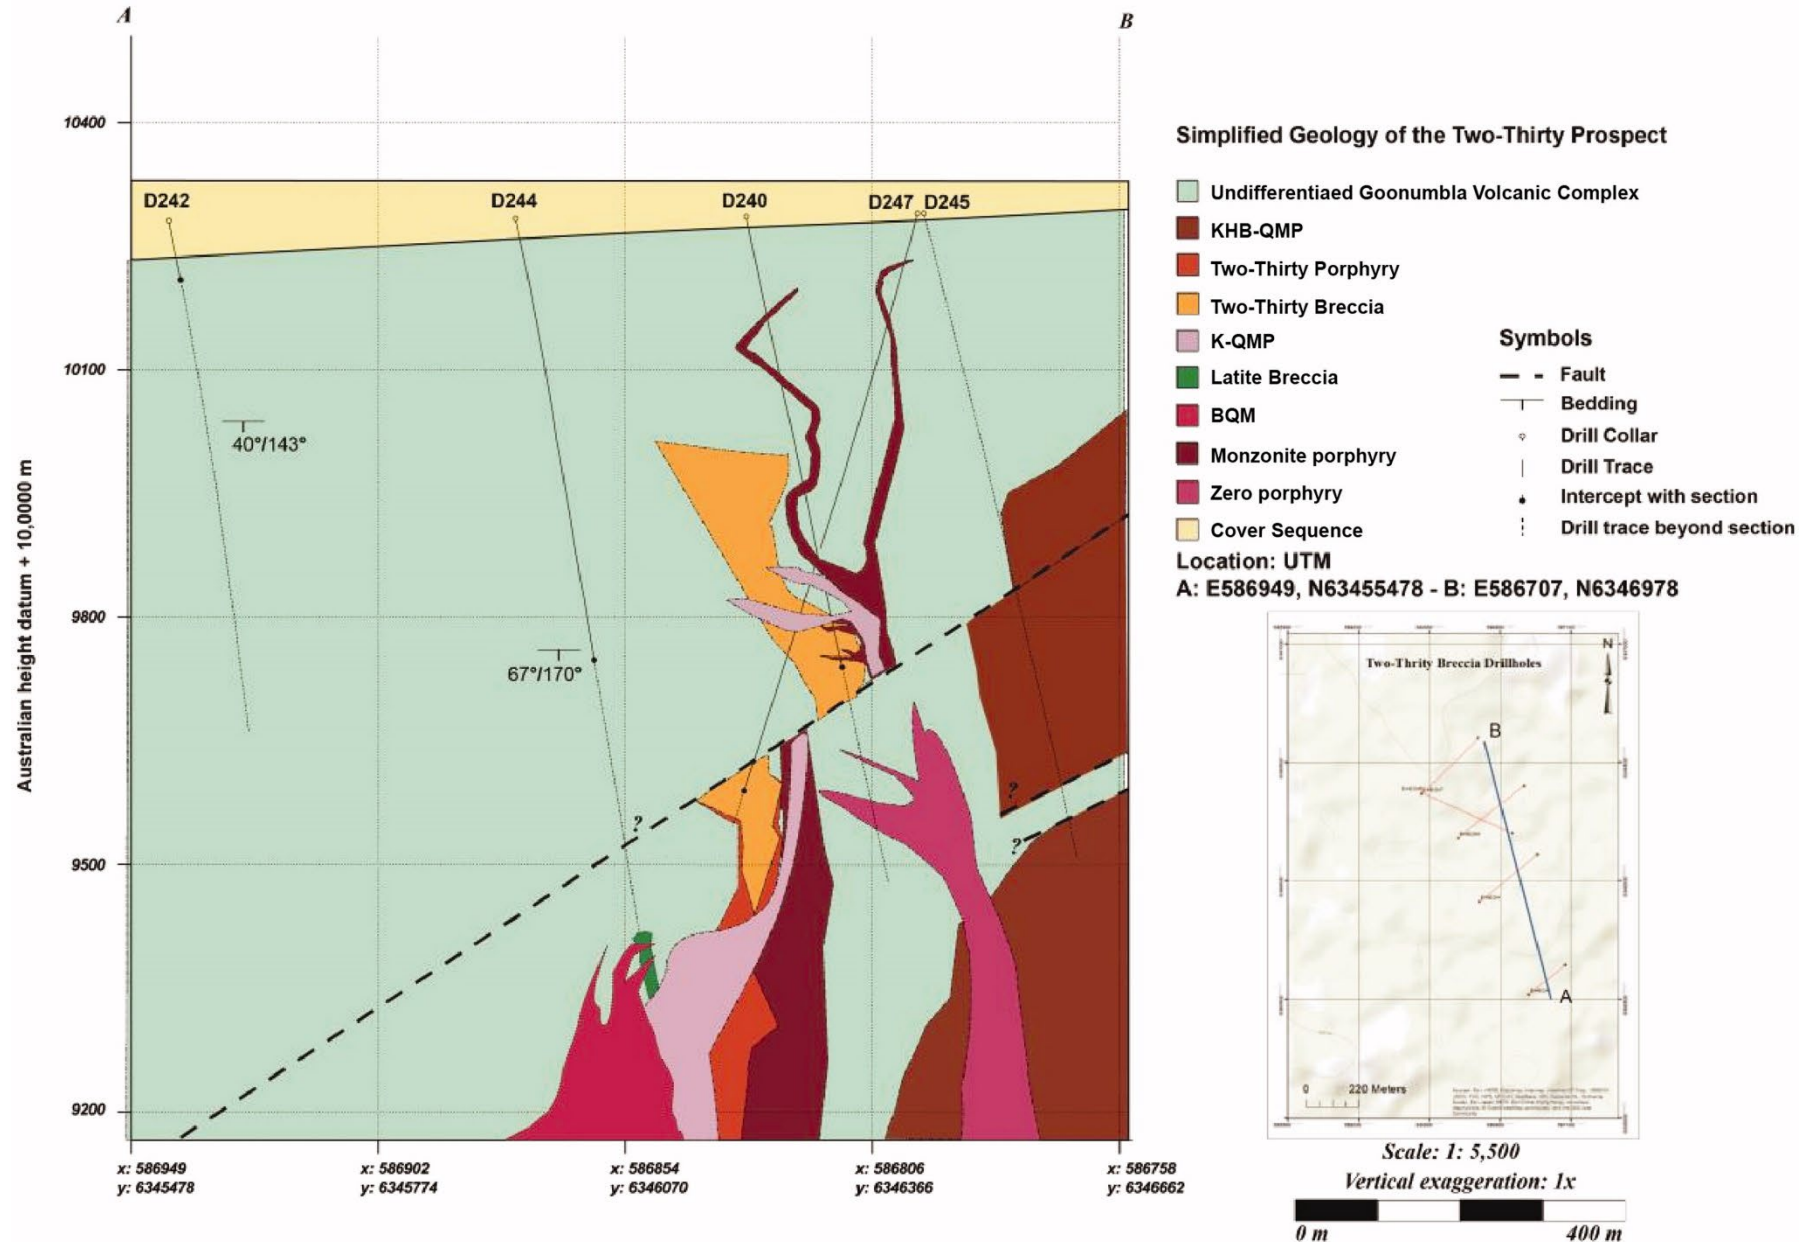 A
B
10400
D242
D244
D240
D247
D245
10100
40°/143°
9800
67°/170°
?
?
?
9500
9200
Australian height datum + 10,0000 m
x: 586949
y: 6345478
x: 586902
y: 6345774
x: 586854
y: 6346070
x: 586806
y: 6346366
x: 586758
y: 6346662
Simplified Geology of the Two-Thirty Prospect
Undifferentiaed Goonumbla Volcanic Complex
KHB-QMP
Two-Thirty Porphyry
Two-Thirty Breccia
K-QMP
Latite Breccia
BQM
Monzonite porphyry
Zero porphyry
Cover Sequence
Symbols
Fault
Bedding
Drill Collar
Drill Trace
Intercept with section
Drill trace beyond section
Location: UTM
A: E586949, N63455478 - B: E586707, N6346978
Two-Thrity Breccia Drillholes
N
B
A
0 220 Meters
Scale: 1: 5,500
Vertical exaggeration: 1x
0 m 400 m